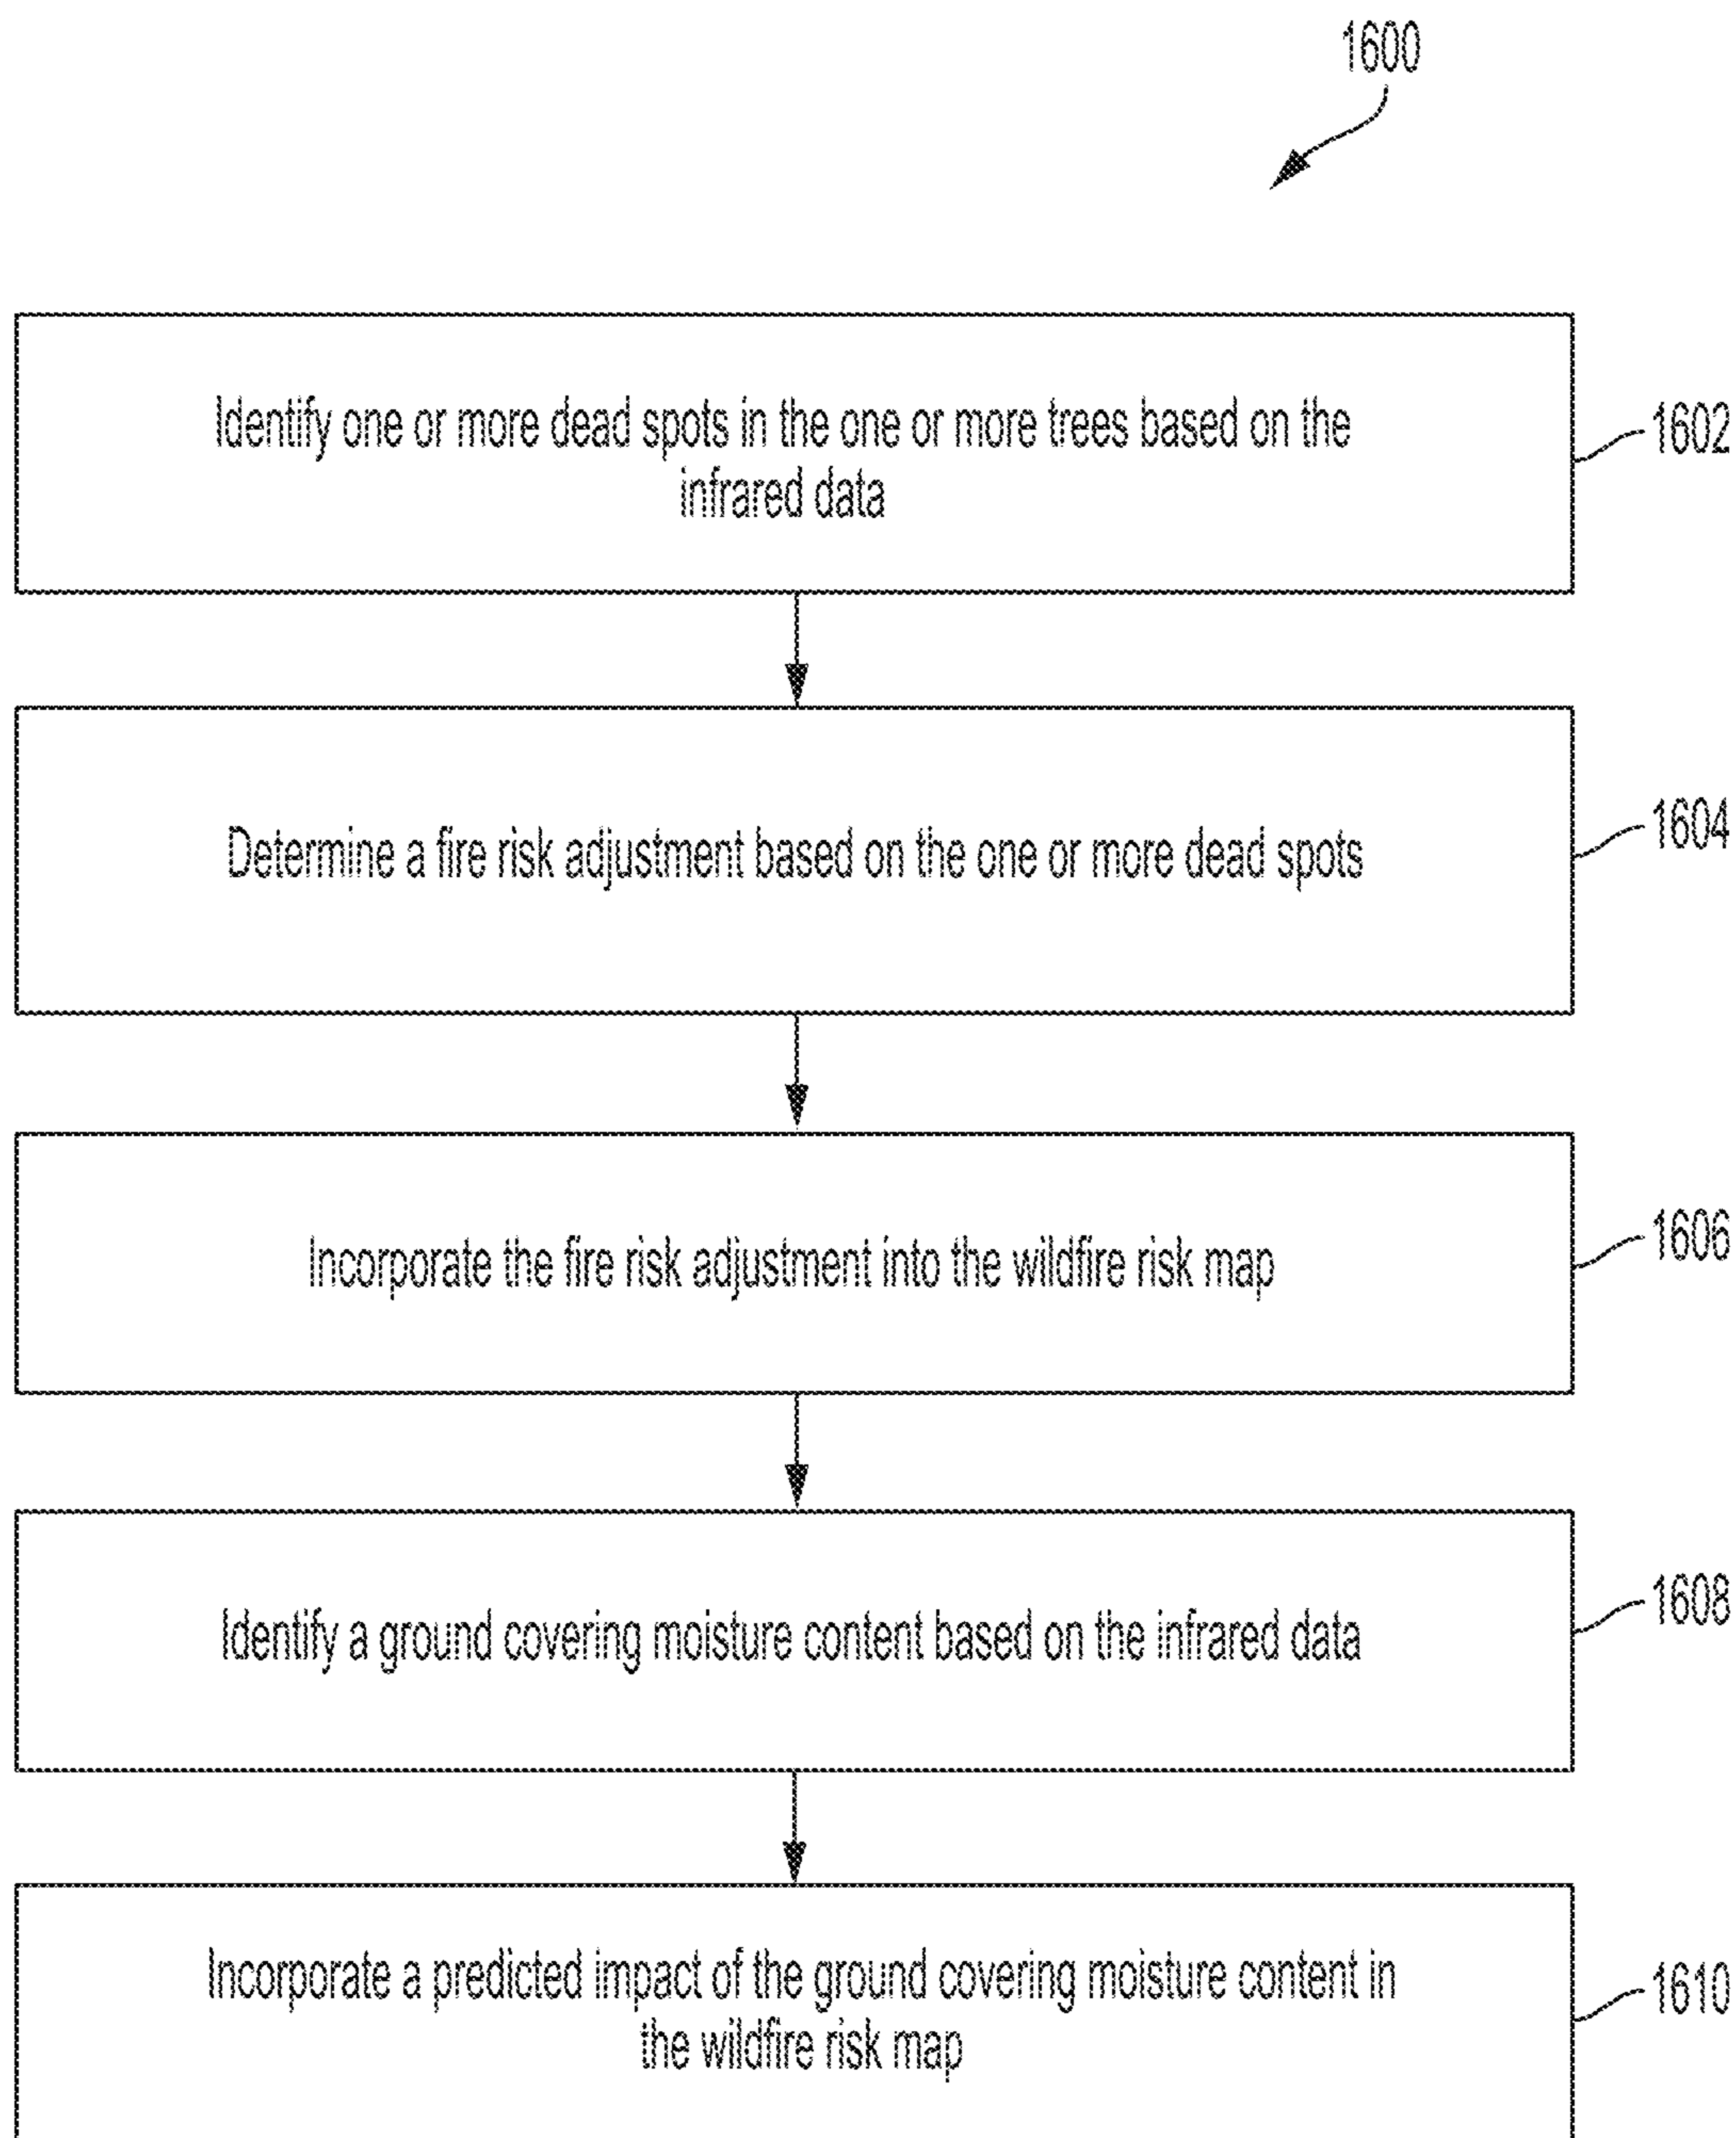 1600
Identify one or more dead spots in the one or more trees based on the
infrared data
1602
Determine a fire risk adjustment based on the one or more dead spots
1604
Incorporate the fire risk adjustment into the wildfire risk map
1606
Identify a ground covering moisture content based on the infrared data
1608
Incorporate a predicted impact of the ground covering moisture content in
the wildfire risk map
1610